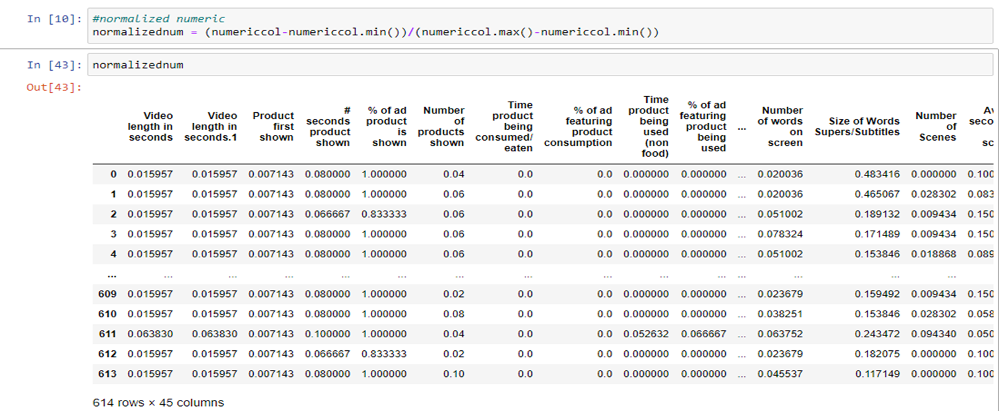 In [10]: #normalized numeric
normalizednum = (numericcol-numericcol.min())/(numericcol.max()-numericcol.min())
In [43]: normalizednum
Out[43]:
Video length in seconds Video length in seconds.1 Product first shown # seconds product shown % of ad product is shown Number of products shown Time product being consumed/ eaten % of ad featuring product consumption Time product being used (non food) % of ad featuring product being used ... Number of words on screen Size of Words Supers/Subtitles Number of Scenes
0 0.015957 0.015957 0.007143 0.080000 1.000000 0.04 0.0 0.0 0.000000 0.000000 ... 0.020036 0.483416 0.000000 0.100
1 0.015957 0.015957 0.007143 0.080000 1.000000 0.06 0.0 0.0 0.000000 0.000000 ... 0.020036 0.465067 0.028302 0.083
2 0.015957 0.015957 0.007143 0.066667 0.833333 0.06 0.0 0.0 0.000000 0.000000 ... 0.051002 0.189132 0.009434 0.150
3 0.015957 0.015957 0.007143 0.080000 1.000000 0.06 0.0 0.0 0.000000 0.000000 ... 0.078324 0.171489 0.009434 0.150
4 0.015957 0.015957 0.007143 0.080000 1.000000 0.06 0.0 0.0 0.000000 0.000000 ... 0.051002 0.153846 0.018868 0.089
... ... ... ... ... ... ... ... ... ... ... ... ... ... ...
609 0.015957 0.015957 0.007143 0.080000 1.000000 0.02 0.0 0.0 0.000000 0.000000 ... 0.023679 0.159492 0.009434 0.150
610 0.015957 0.015957 0.007143 0.080000 1.000000 0.08 0.0 0.0 0.000000 0.000000 ... 0.038251 0.153846 0.028302 0.058
611 0.063830 0.063830 0.007143 0.100000 1.000000 0.04 0.0 0.0 0.052632 0.066667 ... 0.063752 0.243472 0.094340 0.050
612 0.015957 0.015957 0.007143 0.066667 0.833333 0.02 0.0 0.0 0.000000 0.000000 ... 0.023679 0.182075 0.000000 0.100
613 0.015957 0.015957 0.007143 0.080000 1.000000 0.10 0.0 0.0 0.000000 0.000000 ... 0.045537 0.117149 0.000000 0.100
614 rows × 45 columns